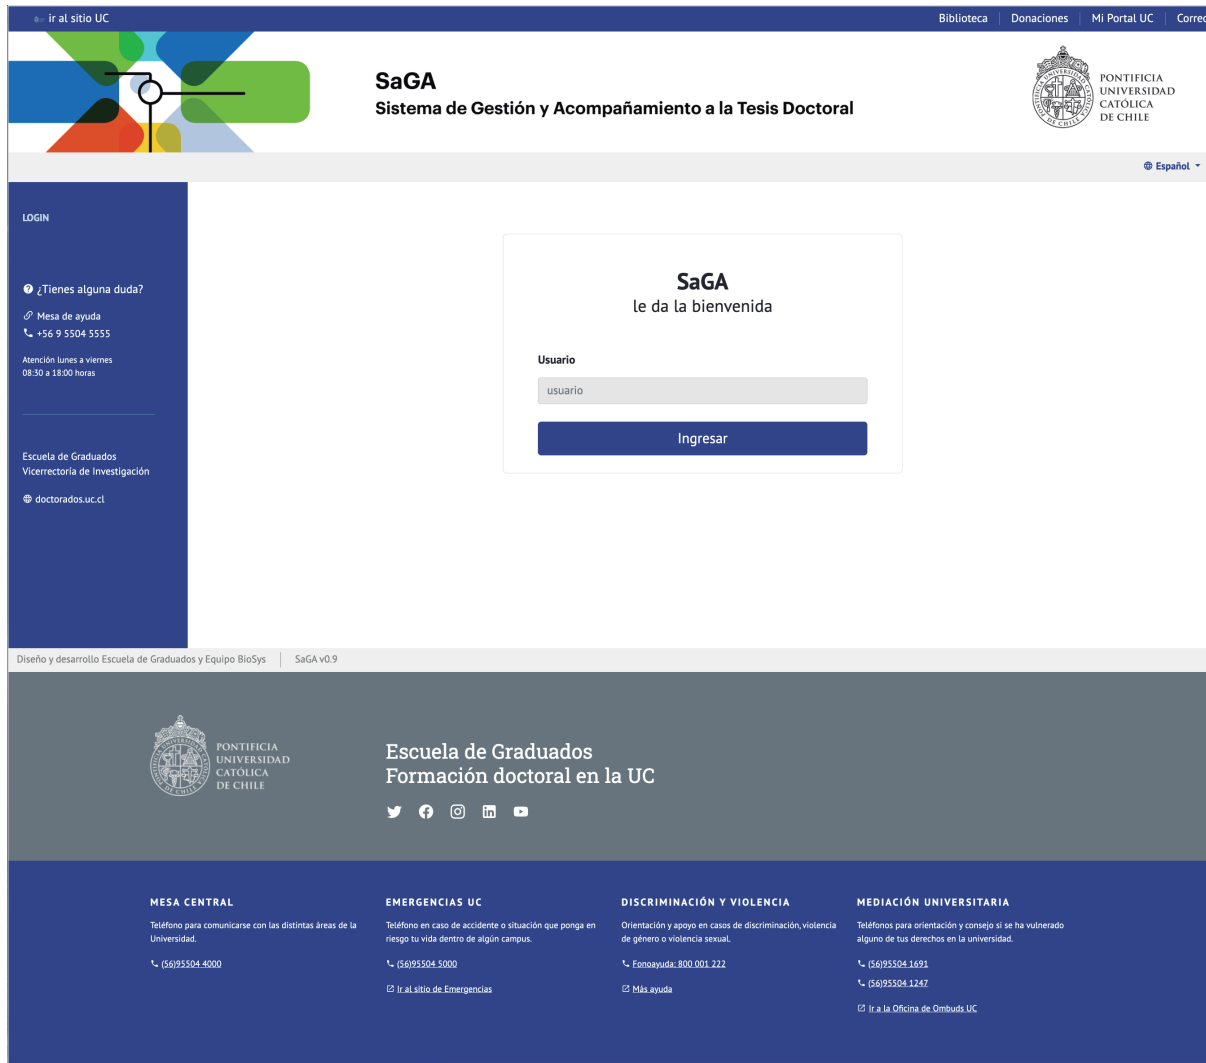 ir al sitio UC
Biblioteca
Donaciones
Mi Portal UC
SaGA
Sistema de Gestión y Acompañamiento a la Tesis Doctoral
PONTIFICIA
UNIVERSIDAD
CATÓLICA
DE CHILE
Español
LOGIN
¿Tienes alguna duda?
Mesa de ayuda
+56 9 5504 5555
Atención lunes a viernes
08:30 a 18:00 horas
Escuela de Graduados
Vicerrectoría de Investigación
doctorados.uc.cl
SaGA
le da la bienvenida
Usuario
usuario
Ingresar
Diseño y desarrollo Escuela de Graduados y Equipo BioSys
SaGA v0.9
PONTIFICIA
UNIVERSIDAD
CATÓLICA
DE CHILE
Escuela de Graduados
Formación doctoral en la UC
MESA CENTRAL
Teléfono para comunicarse con las distintas áreas de la
Universidad.
(56)95504 4000
EMERGENCIAS UC
Teléfono en caso de accidente o situación que ponga en
riesgo tu vida dentro de algún campus.
(56)95504 5000
Ir al sitio de Emergencias
DISCRIMINACIÓN Y VIOLENCIA
Orientación y apoyo en casos de discriminación, violencia
de género o violencia sexual.
Fonoayuda: 800 001 222
Más ayuda
MEDIACIÓN UNIVERSITARIA
Teléfonos para orientación y consejo si se ha vulnerado
alguno de tus derechos en la universidad.
(56)95504 1691
(56)95504 1247
Ir a la Oficina de Ombuds UC